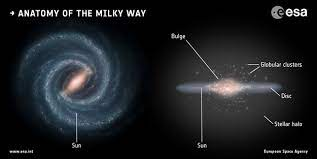 → ANATOMY OF THE MILKY WAY
esa
Bulge
Globular clusters
Disc
Stellar halo
Sun
Sun
www.esa.int
European Space Agency